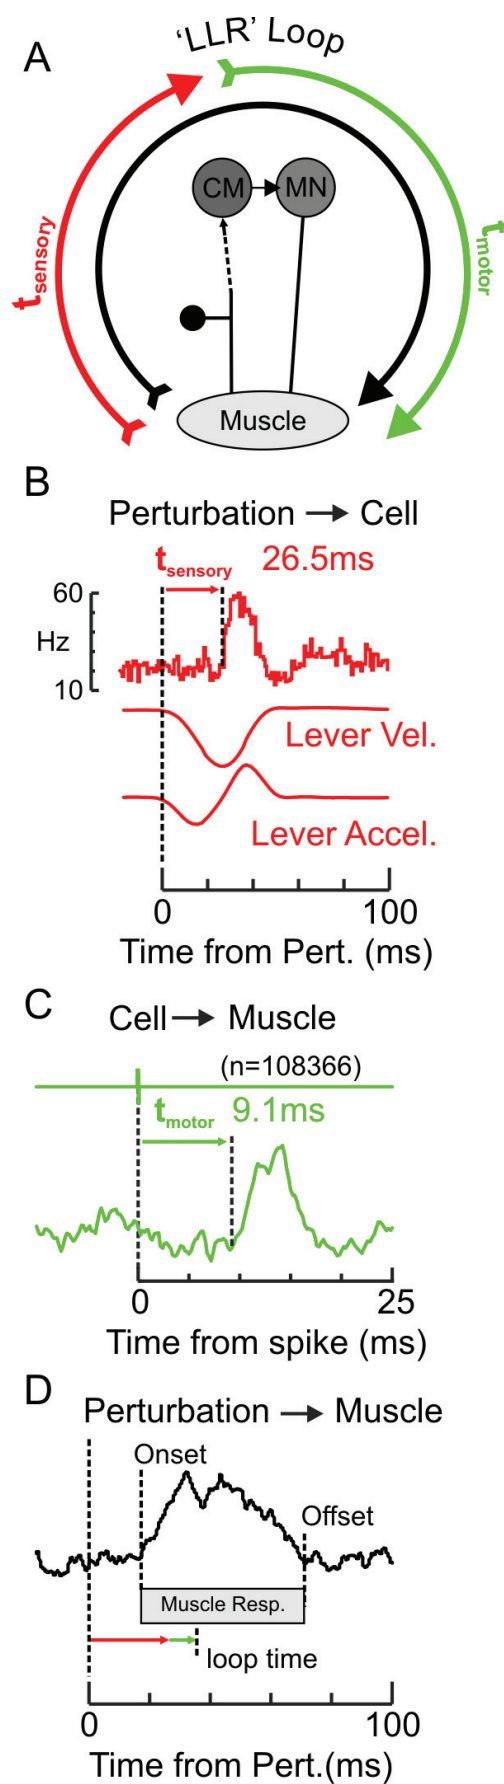 A
'LLR' Loop
tsensory
tmotor
CM
MN
Muscle
B
Perturbation → Cell
tsensory 26.5ms
60
Hz
10
Lever Vel.
Lever Accel.
0 100
Time from Pert. (ms)
C
Cell → Muscle
(n=108366)
tmotor 9.1ms
0 25
Time from spike (ms)
D
Perturbation → Muscle
Onset
Offset
Muscle Resp.
loop time
0 100
Time from Pert.(ms)